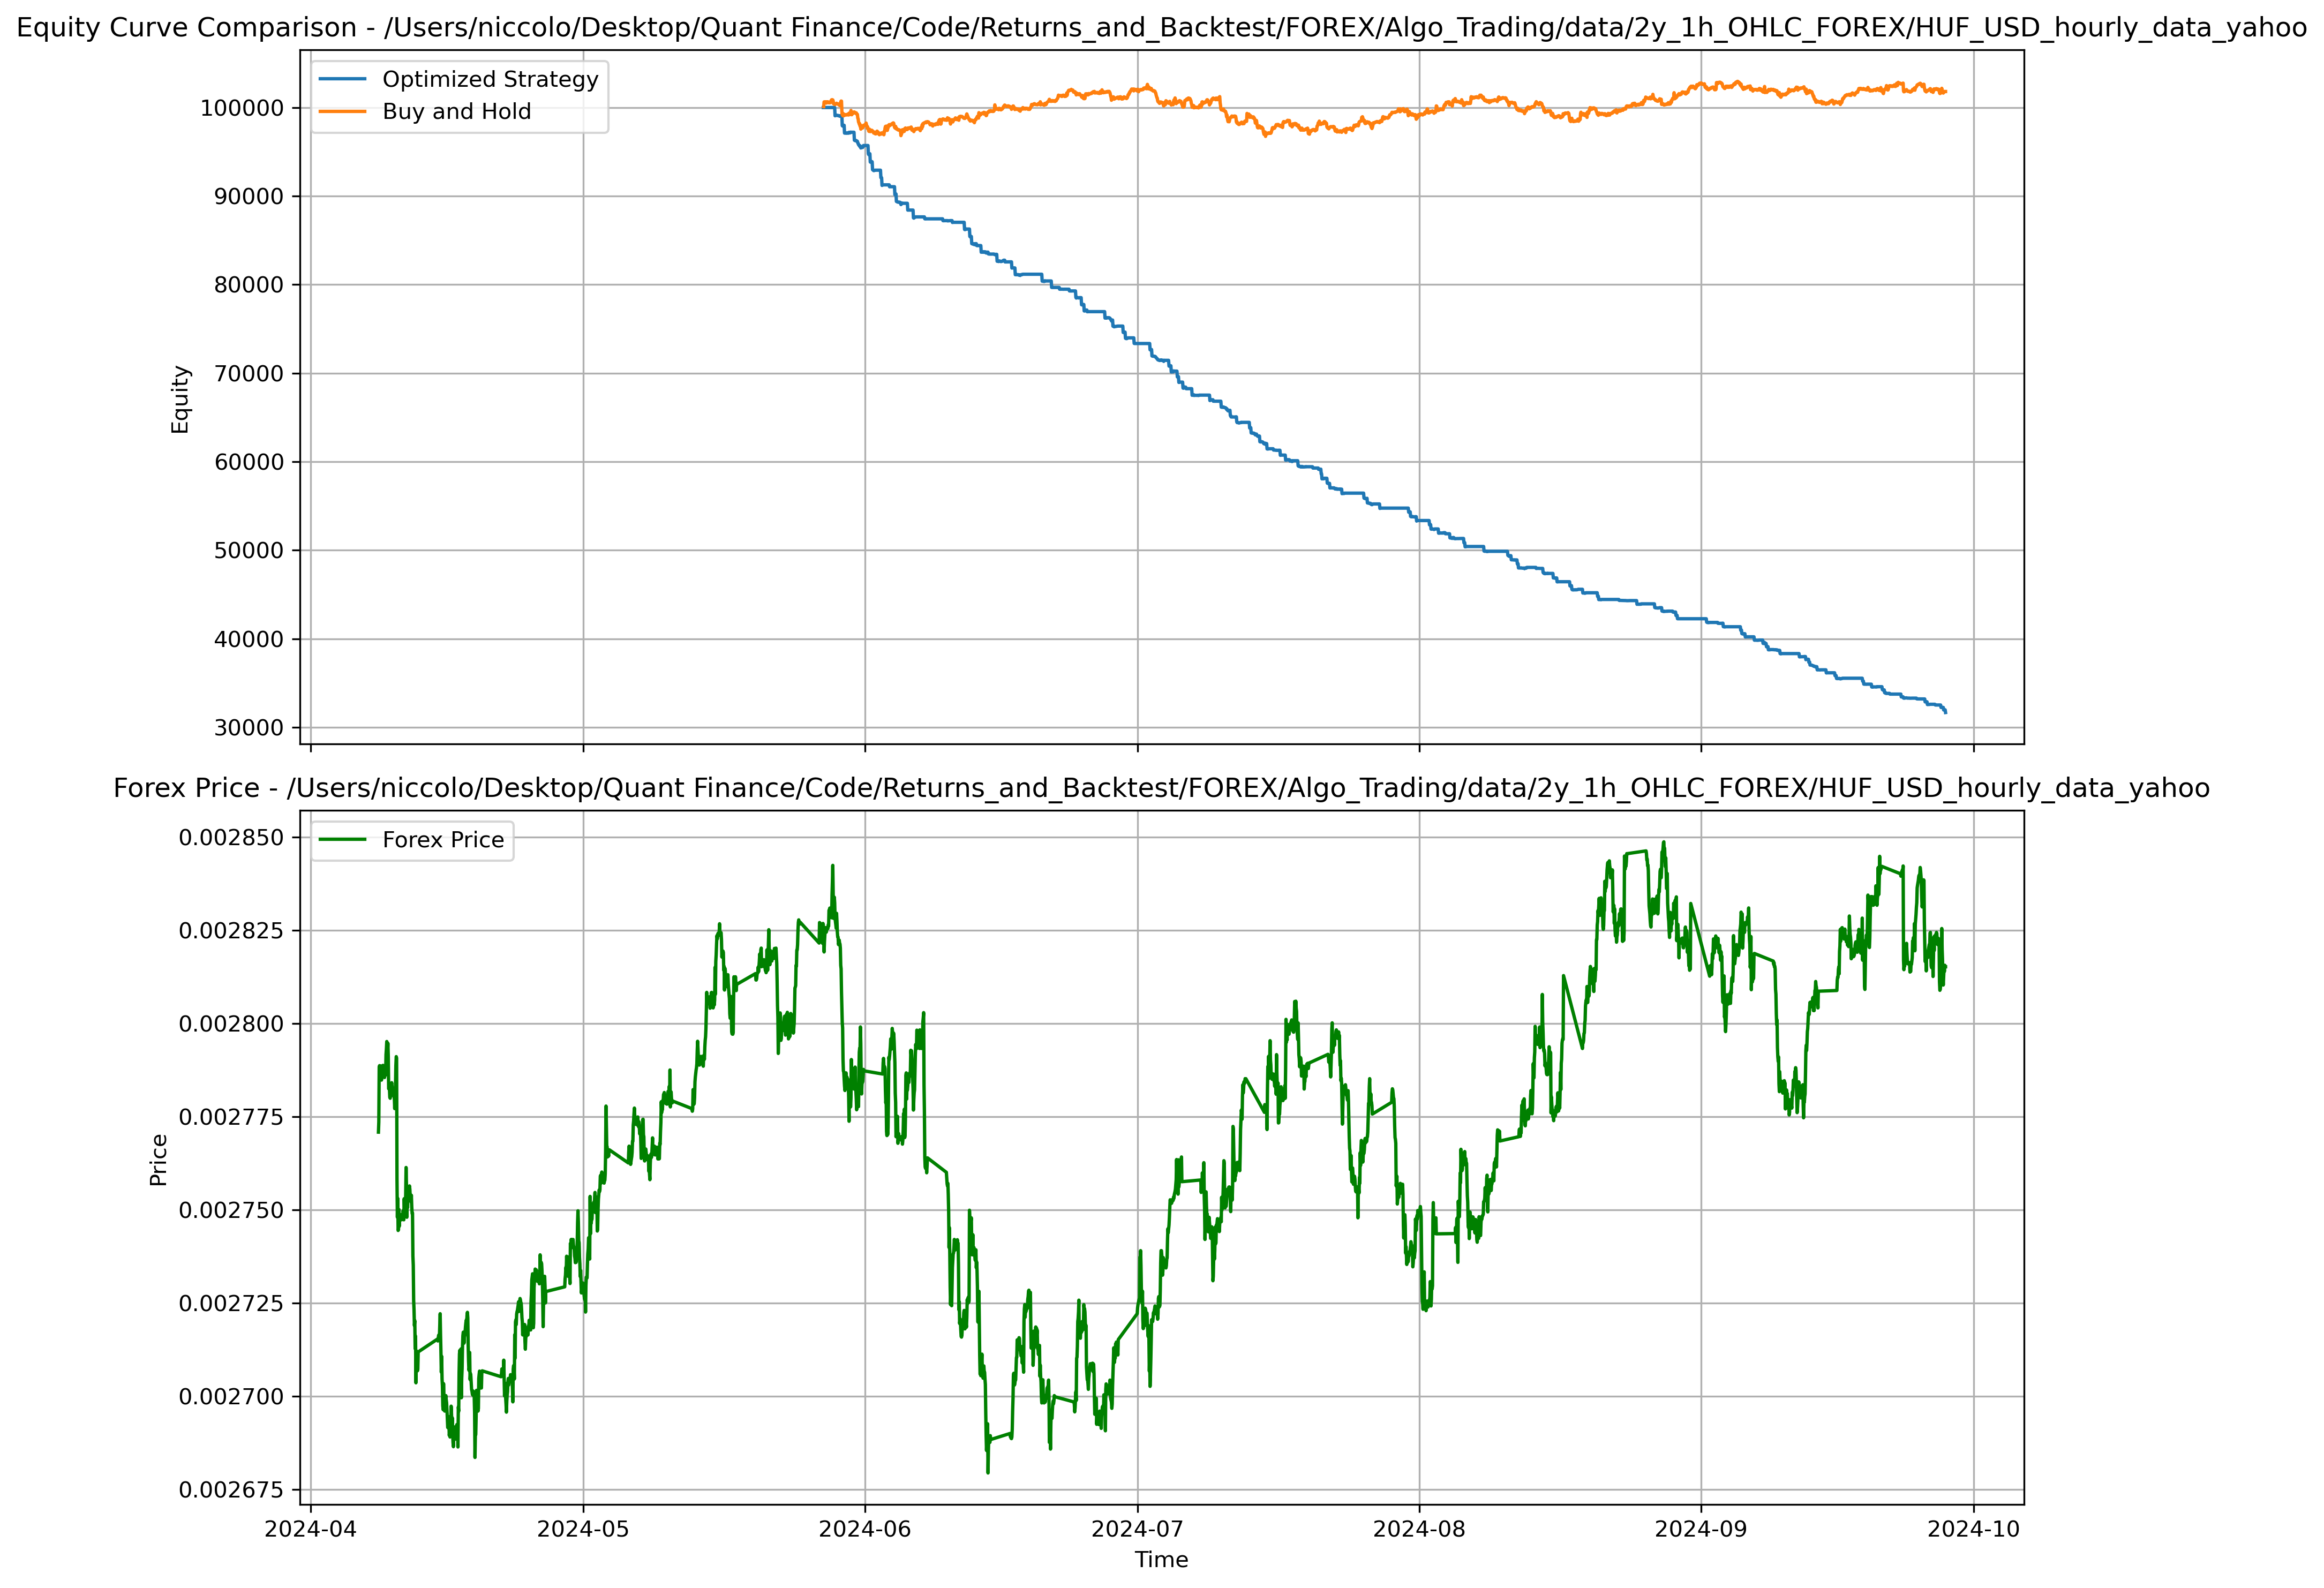 Equity Curve Comparison - /Users/niccolo/Desktop/Quant Finance/Code/Returns_and_Backtest/FOREX/Algo_Trading/data/2y_1h_OHLC_FOREX/HUF_USD_hourly_data_yahoo
Optimized Strategy
Buy and Hold
100000
90000
80000
70000
60000
50000
40000
30000
Equity
Forex Price - /Users/niccolo/Desktop/Quant Finance/Code/Returns_and_Backtest/FOREX/Algo_Trading/data/2y_1h_OHLC_FOREX/HUF_USD_hourly_data_yahoo
Forex Price
0.002850
0.002825
0.002800
0.002775
0.002750
0.002725
0.002700
0.002675
Price
2024-04
2024-05
2024-06
2024-07
2024-08
2024-09
2024-10
Time